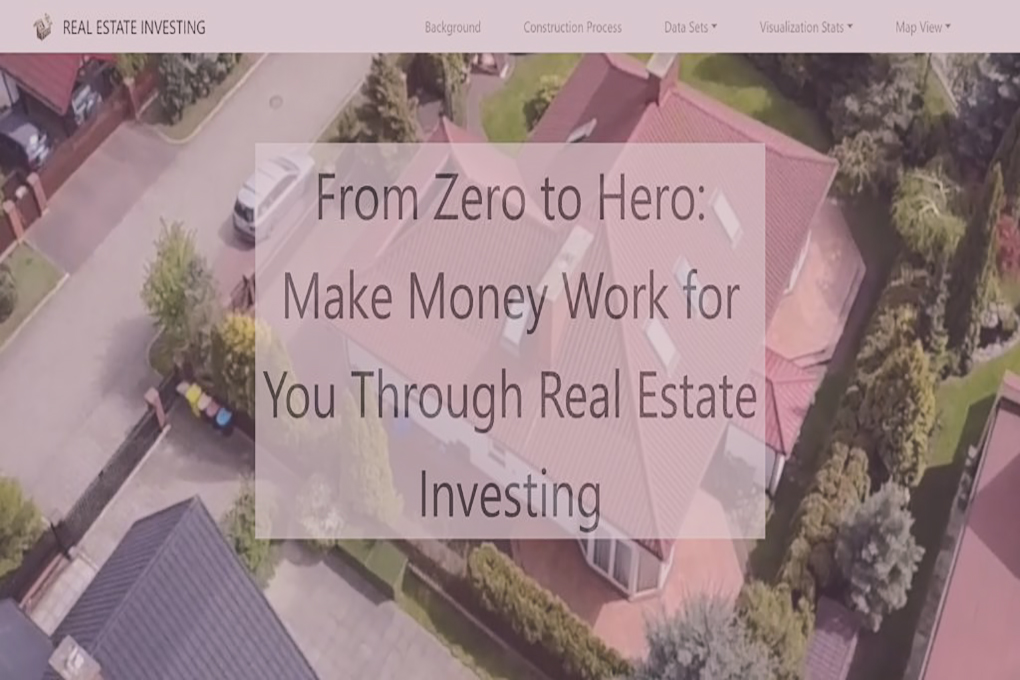 REAL ESTATE INVESTING
Background
Construction Process
Data Sets
Visualization Stats
Map View
From Zero to Hero:
Make Money Work for
You Through Real Estate
Investing